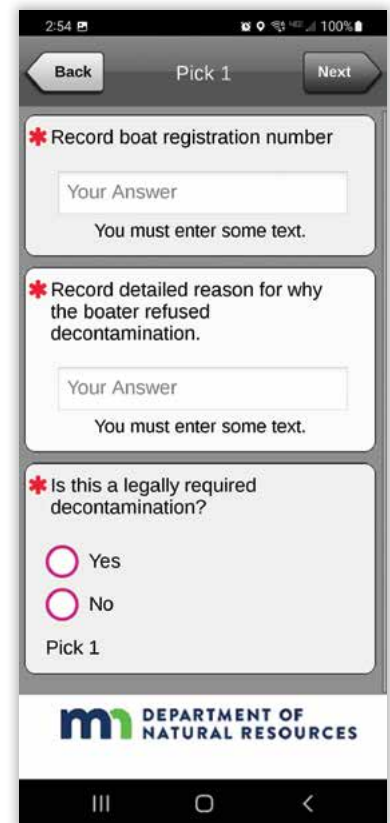 2:54 100%
Back Pick 1 Next
* Record boat registration number
Your Answer
You must enter some text.
* Record detailed reason for why
the boater refused
decontamination.
Your Answer
You must enter some text.
* Is this a legally required
decontamination?
Yes
No
Pick 1
DEPARTMENT OF
NATURAL RESOURCES